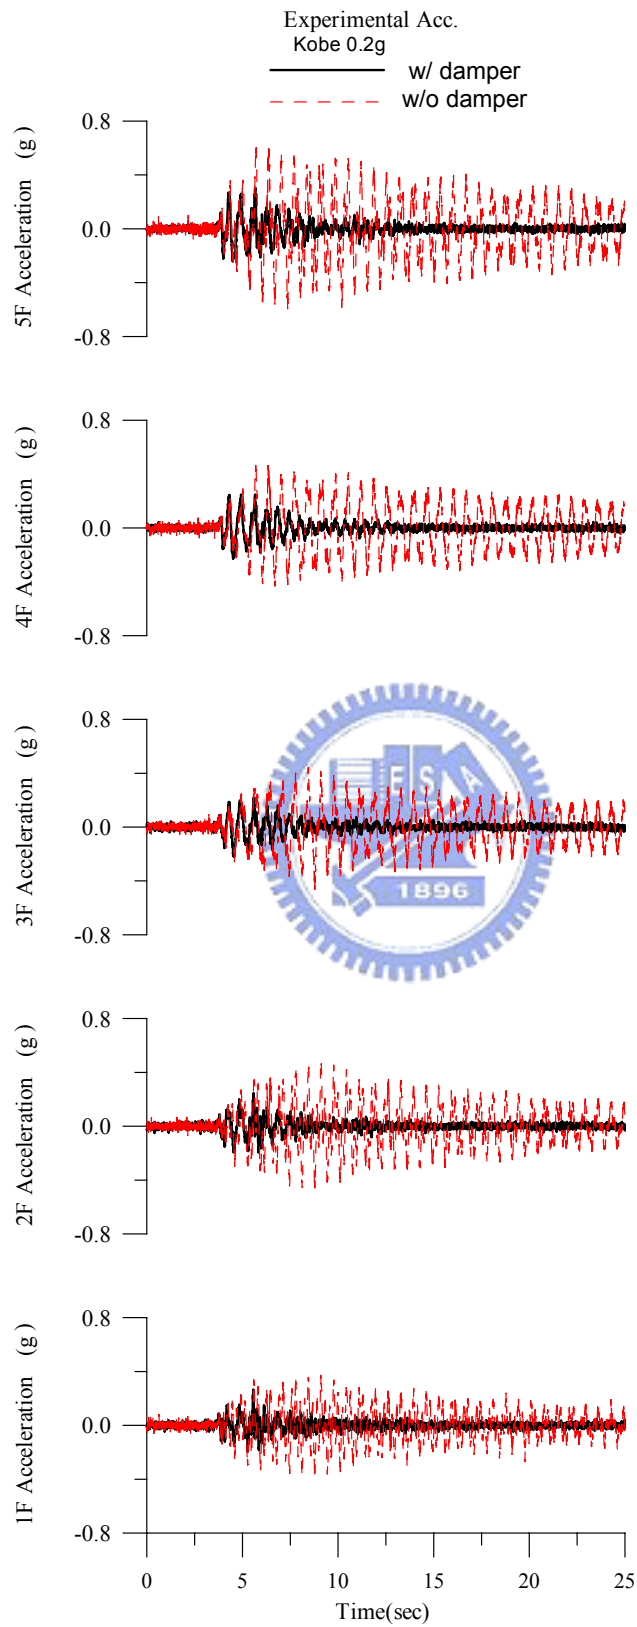 Experimental Acc.
Kobe 0.2g
w/ damper
w/o damper
0.8
0.0
-0.8
5F Acceleration (g)
0.8
0.0
-0.8
4F Acceleration (g)
0.8
0.0
-0.8
3F Acceleration (g)
E S A
1896
0.8
0.0
-0.8
2F Acceleration (g)
0.8
0.0
-0.8
1F Acceleration (g)
0 5 10 15 20 25
Time(sec)